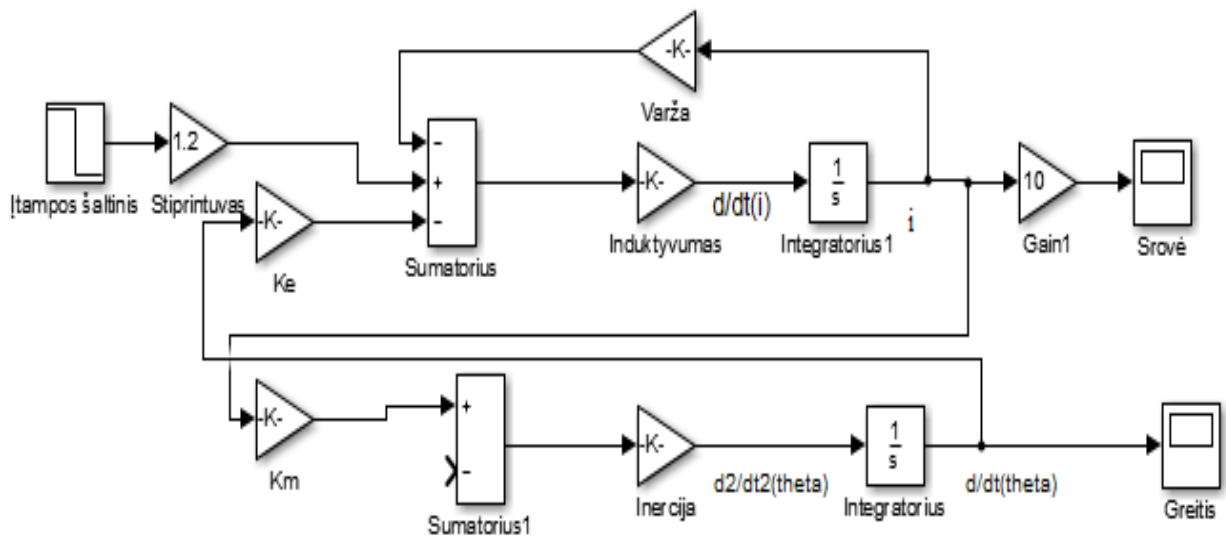 -K-
Varža
Įtampos šaltinis
1.2
Stiprintuvas
-K-
Ke
−
+
−
Sumatorius
-K-
Induktyvumas
d/dt(i)
1
s
Integratorius1
i
10
Gain1
Srovė
-K-
Km
+
−
Sumatorius1
-K-
Inercija
d2/dt2(theta)
1
s
Integratorius
d/dt(theta)
Greitis